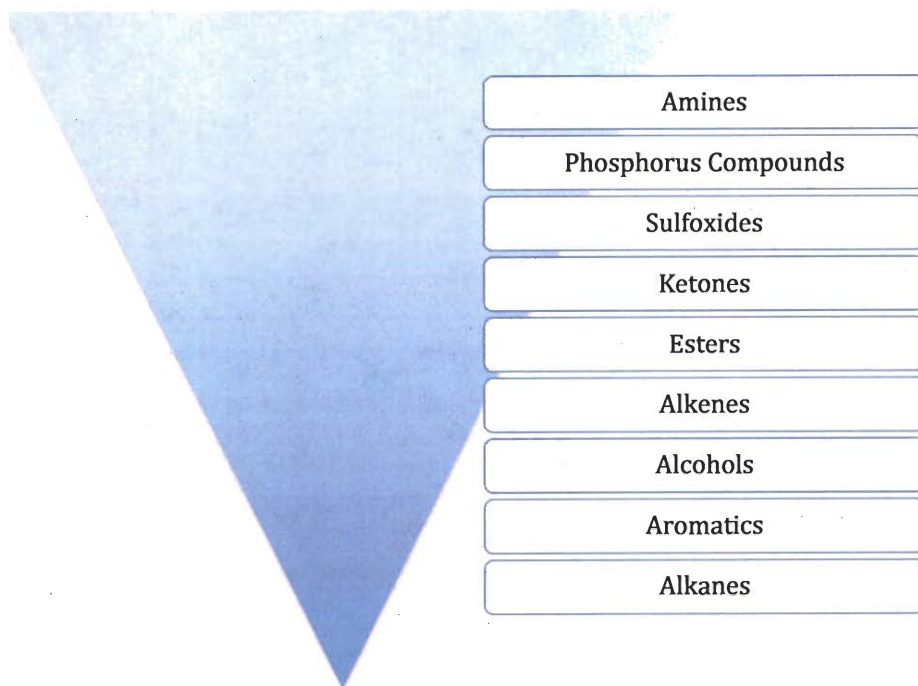 Amines
Phosphorus Compounds
Sulfoxides
Ketones
Esters
Alkenes
Alcohols
Aromatics
Alkanes